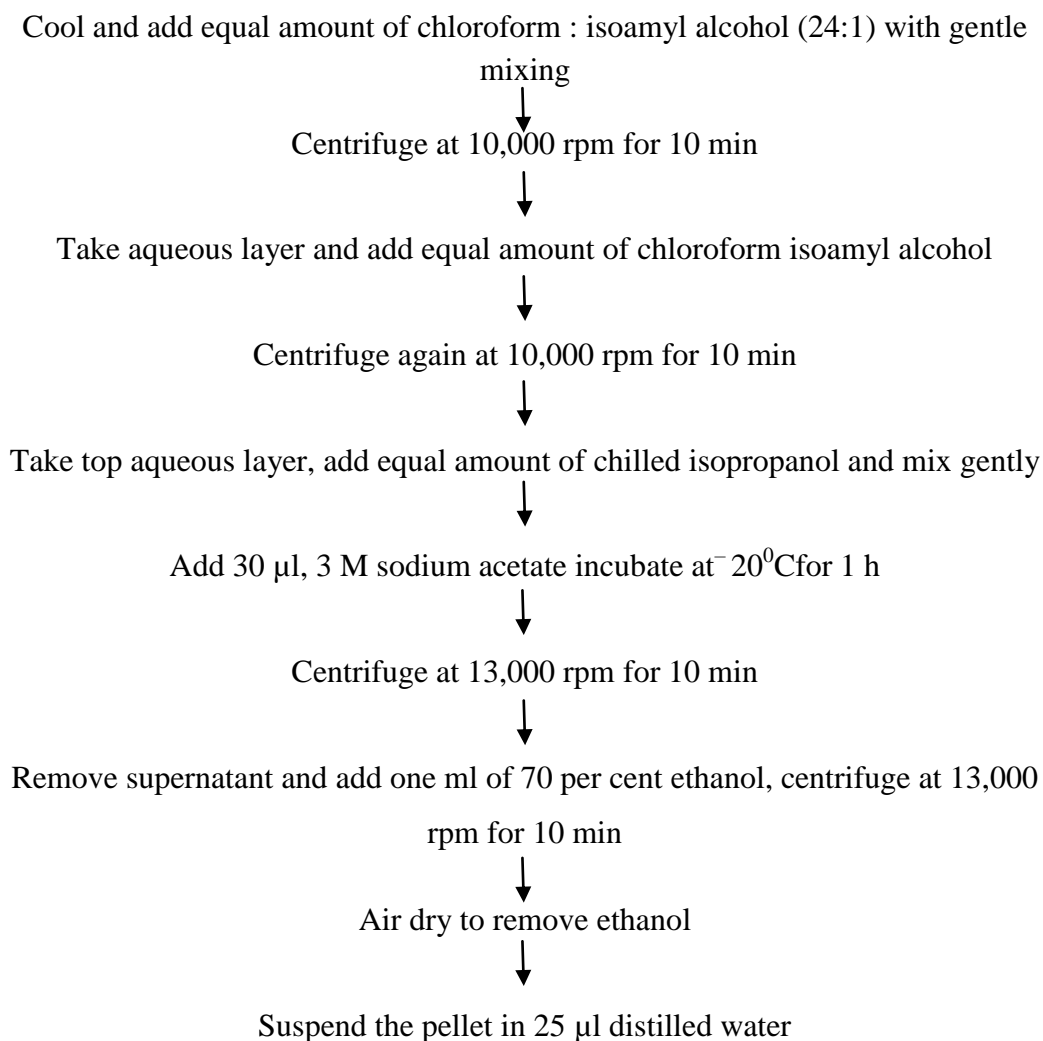 Cool and add equal amount of chloroform : isoamyl alcohol (24:1) with gentle
mixing
Centrifuge at 10,000 rpm for 10 min
Take aqueous layer and add equal amount of chloroform isoamyl alcohol
Centrifuge again at 10,000 rpm for 10 min
Take top aqueous layer, add equal amount of chilled isopropanol and mix gently
Add 30 µl, 3 M sodium acetate incubate at⁻ 20⁰Cfor 1 h
Centrifuge at 13,000 rpm for 10 min
Remove supernatant and add one ml of 70 per cent ethanol, centrifuge at 13,000
rpm for 10 min
Air dry to remove ethanol
Suspend the pellet in 25 µl distilled water